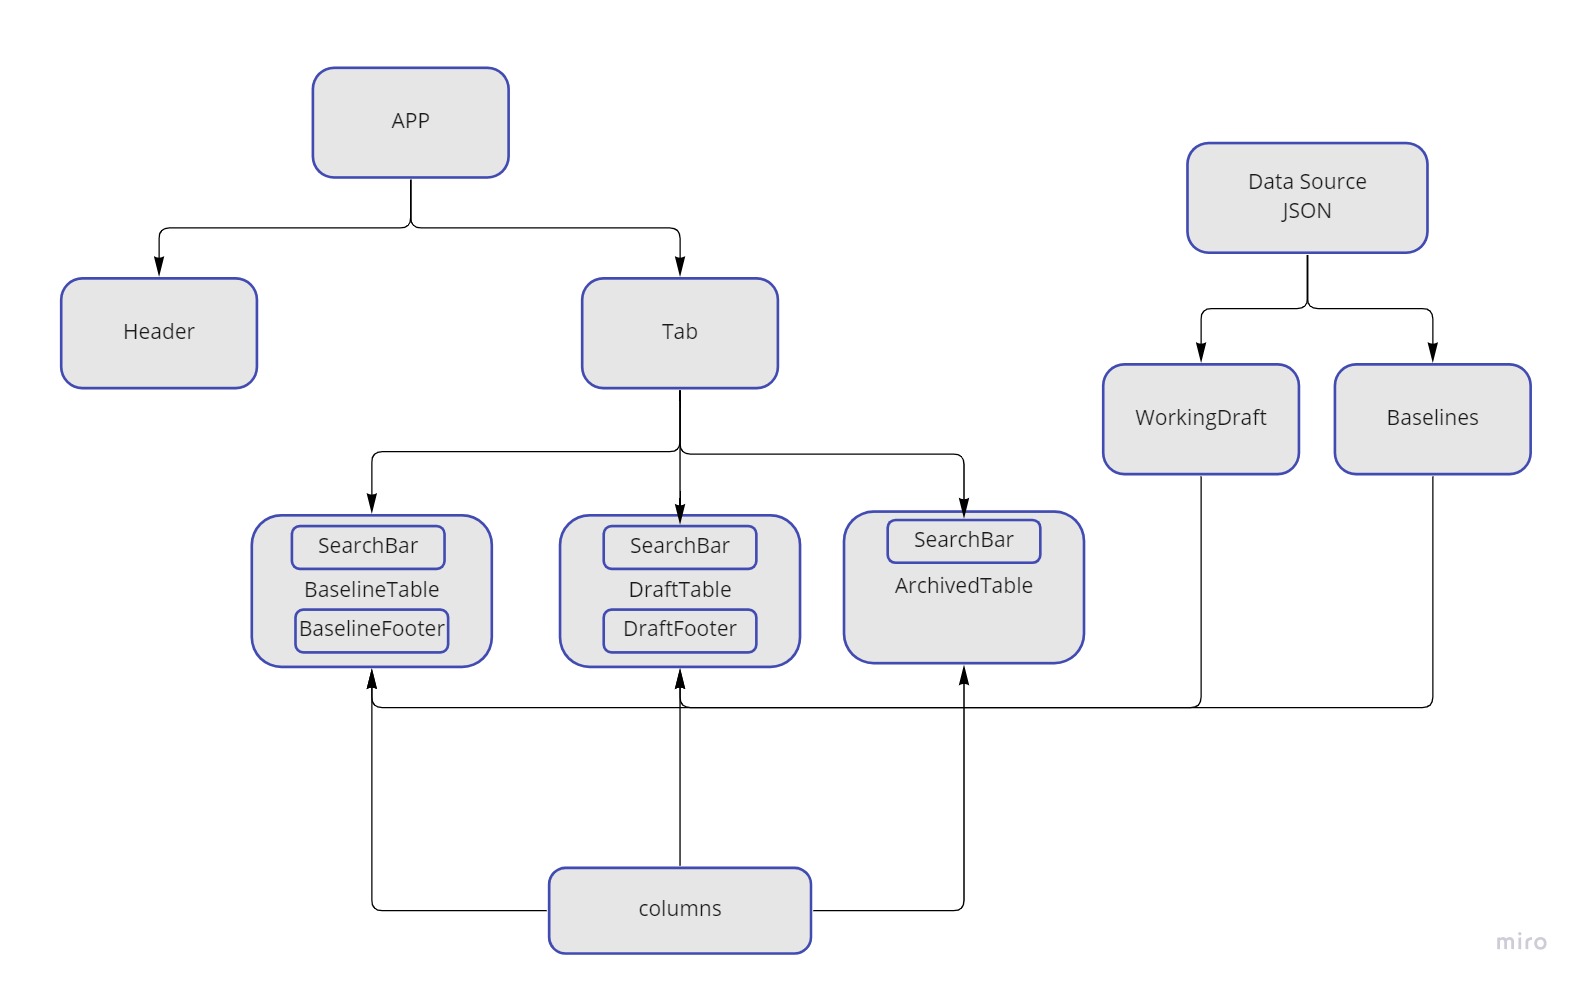 APP
Data Source
JSON
Header
Tab
WorkingDraft
Baselines
SearchBar
BaselineTable
BaselineFooter
SearchBar
DraftTable
DraftFooter
SearchBar
ArchivedTable
columns
miro